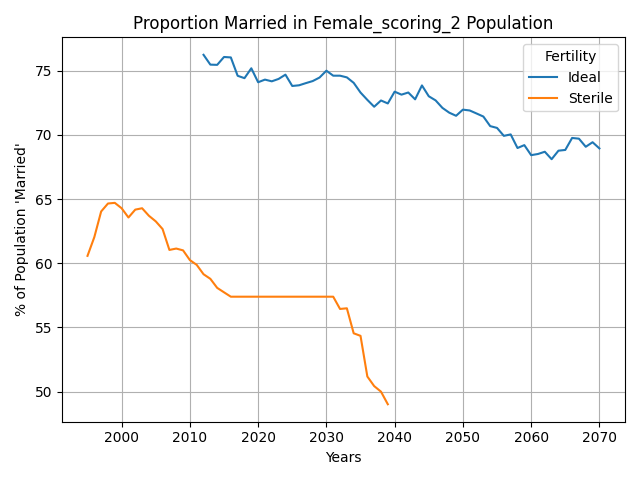 Proportion Married in Female_scoring_2 Population
% of Population 'Married'
75
70
65
60
55
50
Fertility
Ideal
Sterile
2000 2010 2020 2030 2040 2050 2060 2070
Years